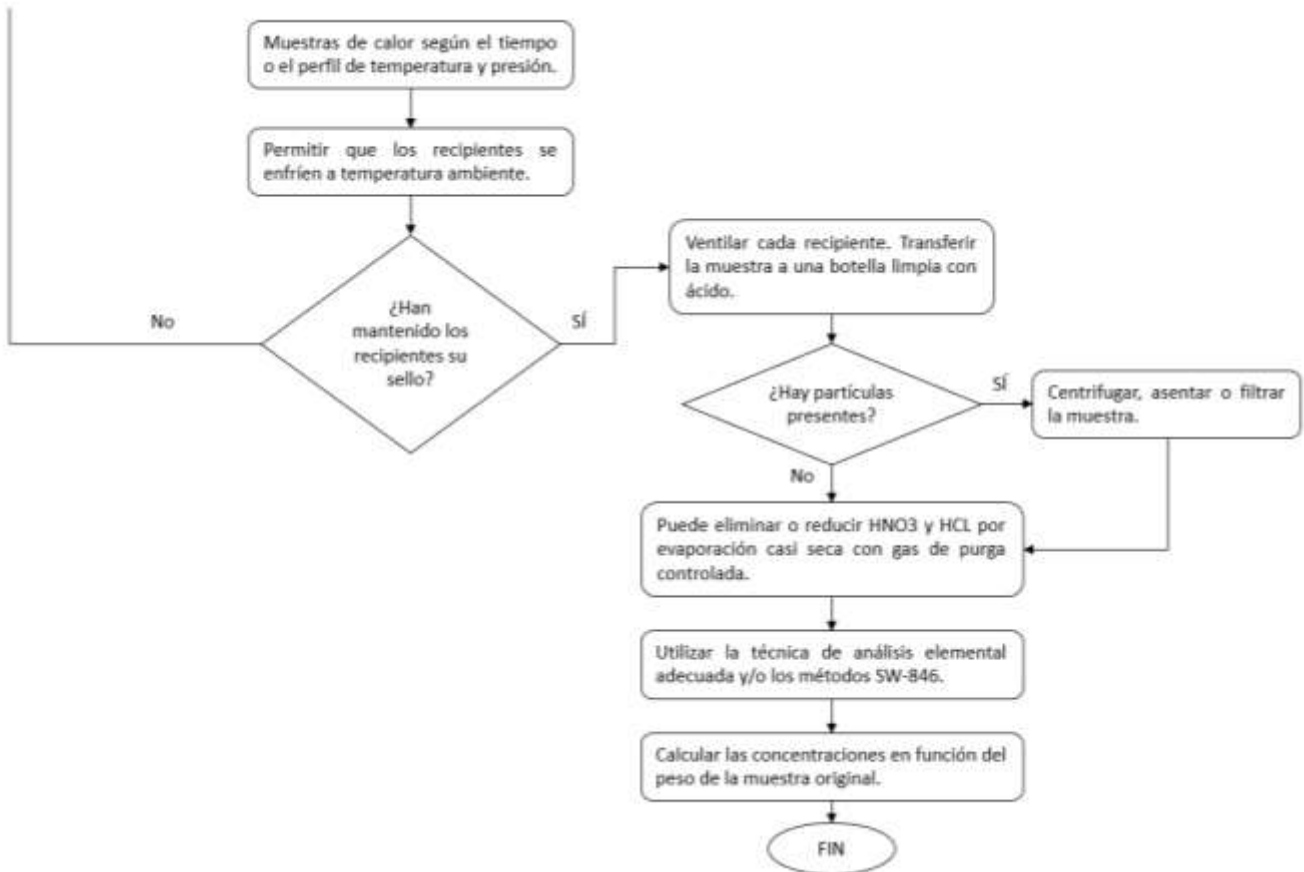 Muestras de calor según el tiempo
o el perfil de temperatura y presión.
Permitir que los recipientes se
enfríen a temperatura ambiente.
¿Han
mantenido los
recipientes su
sello?
No
SÍ
Ventilar cada recipiente. Transferir
la muestra a una botella limpia con
ácido.
¿Hay partículas
presentes?
SÍ
Centrifugar, asentar o filtrar
la muestra.
No
Puede eliminar o reducir HNO3 y HCL por
evaporación casi seca con gas de purga
controlada.
Utilizar la técnica de análisis elemental
adecuada y/o los métodos SW-846.
Calcular las concentraciones en función del
peso de la muestra original.
FIN